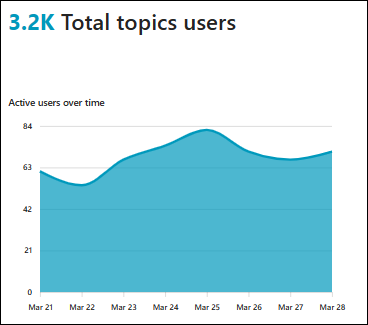 3.2K Total topics users
Active users over time
84
63
42
21
0
Mar 21 Mar 22 Mar 23 Mar 24 Mar 25 Mar 26 Mar 27 Mar 28